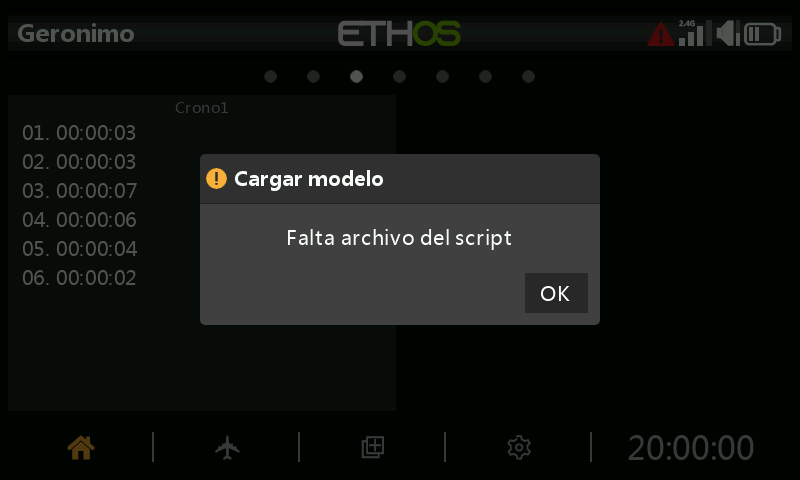 Geronimo
ETHOS
2.4G
Crono1
01. 00:00:03
02. 00:00:03
03. 00:00:07
04. 00:00:06
05. 00:00:04
06. 00:00:02
Cargar modelo
Falta archivo del script
OK
20:00:00